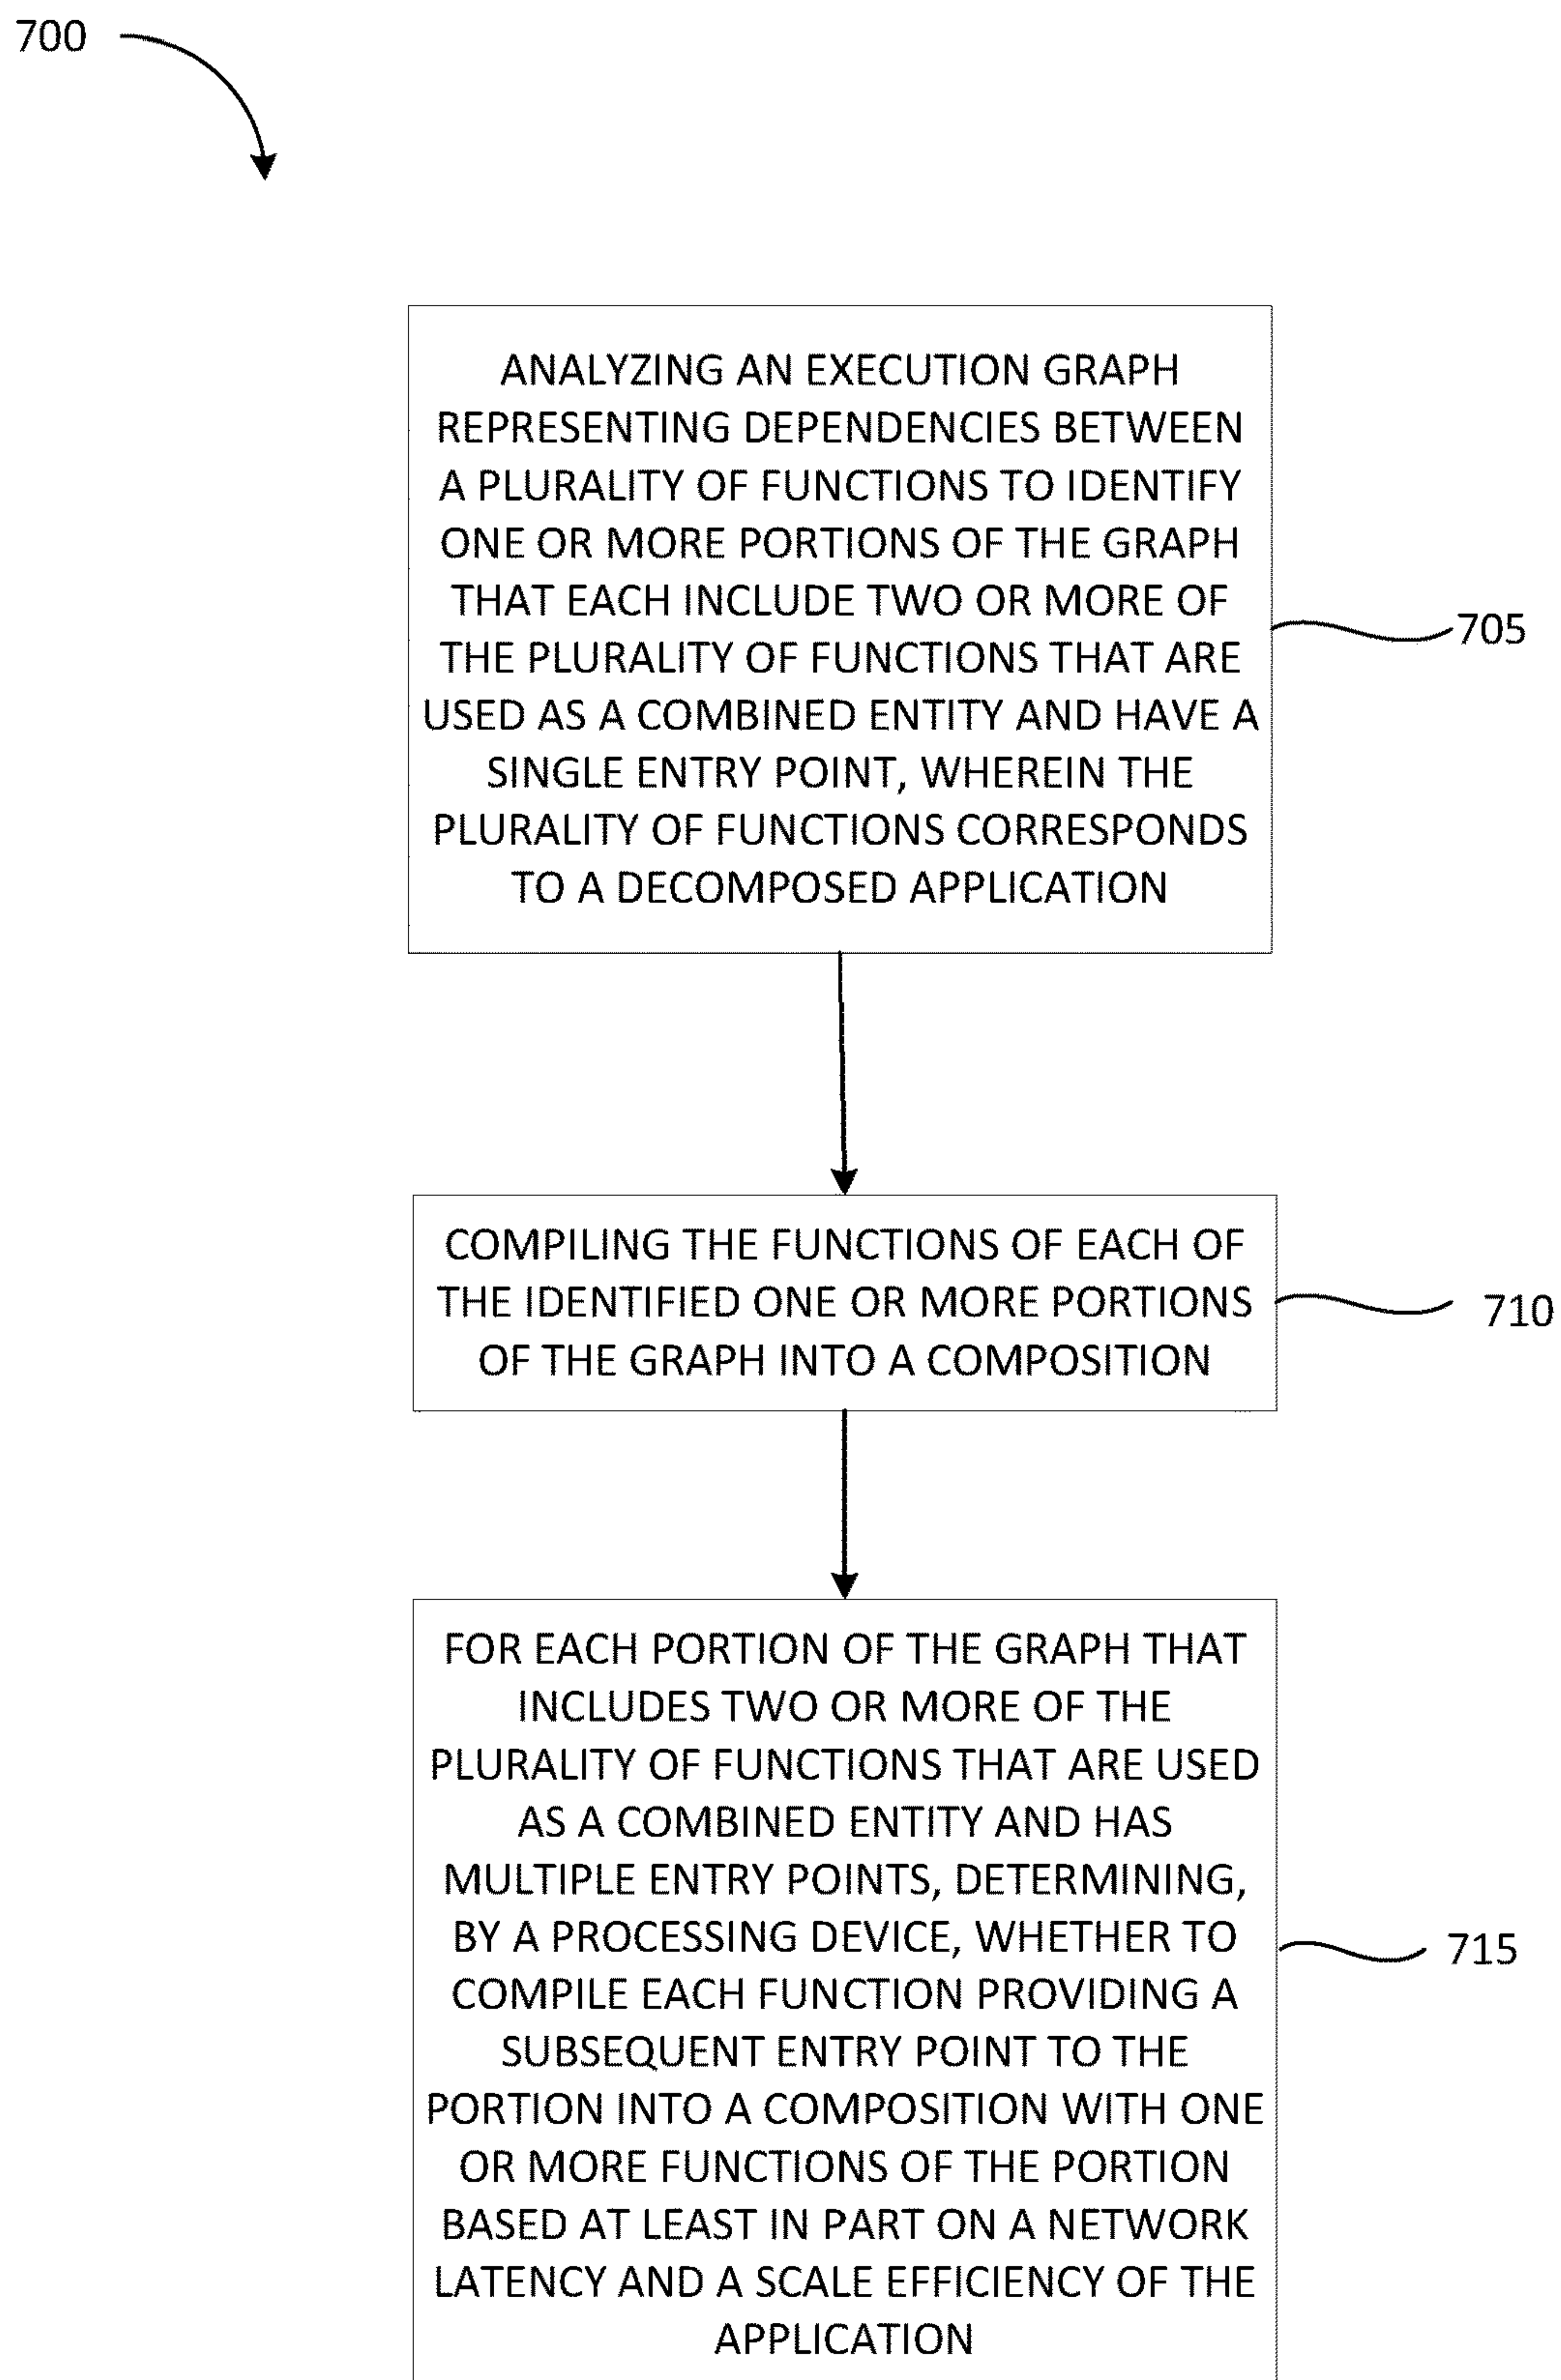 700
ANALYZING AN EXECUTION GRAPH
REPRESENTING DEPENDENCIES BETWEEN
A PLURALITY OF FUNCTIONS TO IDENTIFY
ONE OR MORE PORTIONS OF THE GRAPH
THAT EACH INCLUDE TWO OR MORE OF
THE PLURALITY OF FUNCTIONS THAT ARE
USED AS A COMBINED ENTITY AND HAVE A
SINGLE ENTRY POINT, WHEREIN THE
PLURALITY OF FUNCTIONS CORRESPONDS
TO A DECOMPOSED APPLICATION
705
COMPILING THE FUNCTIONS OF EACH OF
THE IDENTIFIED ONE OR MORE PORTIONS
OF THE GRAPH INTO A COMPOSITION
710
FOR EACH PORTION OF THE GRAPH THAT
INCLUDES TWO OR MORE OF THE
PLURALITY OF FUNCTIONS THAT ARE USED
AS A COMBINED ENTITY AND HAS
MULTIPLE ENTRY POINTS, DETERMINING,
BY A PROCESSING DEVICE, WHETHER TO
COMPILE EACH FUNCTION PROVIDING A
SUBSEQUENT ENTRY POINT TO THE
PORTION INTO A COMPOSITION WITH ONE
OR MORE FUNCTIONS OF THE PORTION
BASED AT LEAST IN PART ON A NETWORK
LATENCY AND A SCALE EFFICIENCY OF THE
APPLICATION
715